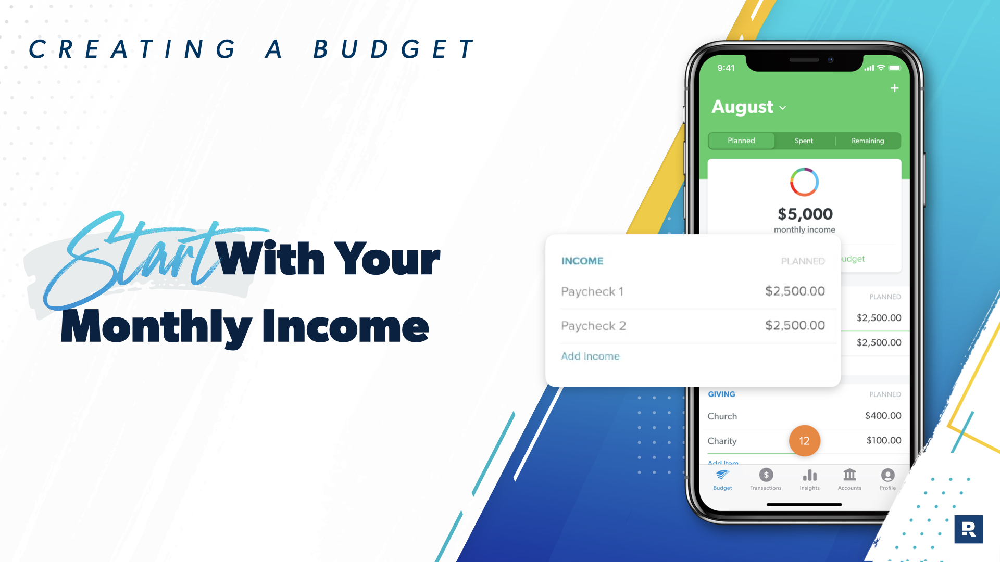 CREATING A BUDGET
Start With Your
Monthly Income
9:41
+
August
Planned Spent Remaining
$5,000
monthly income
udget
INCOME PLANNED
Paycheck 1 $2,500.00
Paycheck 2 $2,500.00
Add Income
PLANNED
$2,500.00
$2,500.00
GIVING PLANNED
Church $400.00
Charity $100.00
12
Add Item
$
Budget Transactions Insights Accounts Profile
R